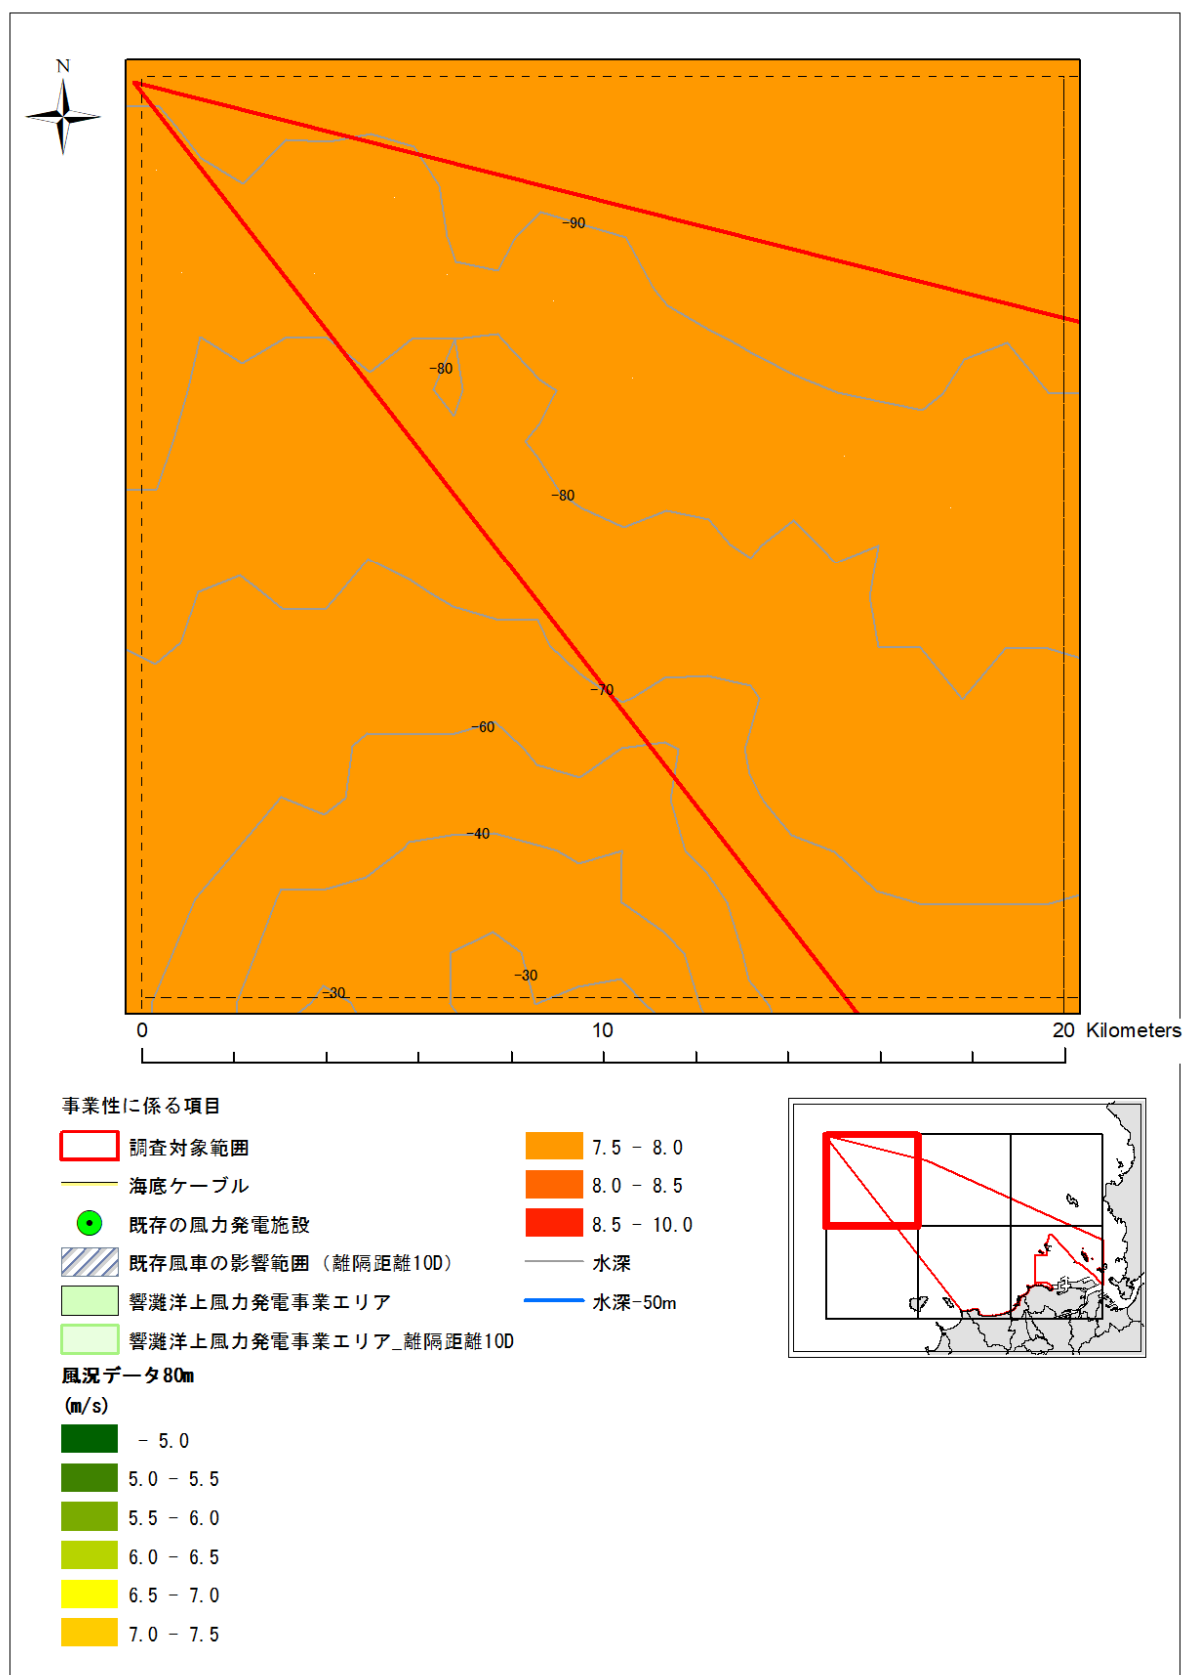 N
-90
-80
-80
-70
-60
-40
-30
-30
0 10 20 Kilometers
事業性に係る項目
調査対象範囲
海底ケーブル
既存の風力発電施設
既存風車の影響範囲（離隔距離10D）
響灘洋上風力発電事業エリア
響灘洋上風力発電事業エリア_離隔距離10D
風況データ80m
(m/s)
- 5.0
5.0 - 5.5
5.5 - 6.0
6.0 - 6.5
6.5 - 7.0
7.0 - 7.5
7.5 - 8.0
8.0 - 8.5
8.5 - 10.0
水深
水深-50m